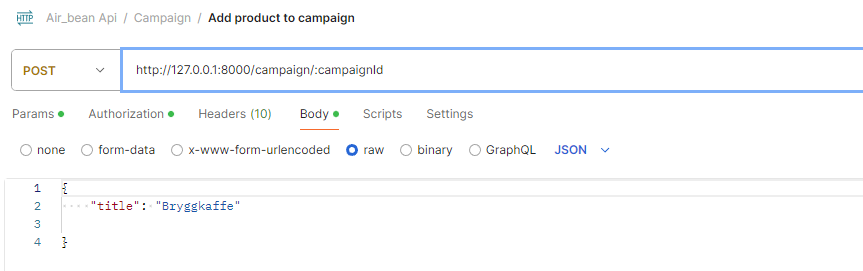 HTTP Air_bean Api / Campaign / Add product to campaign
POST http://127.0.0.1:8000/campaign/:campaignId
Params Authorization Headers (10) Body Scripts Settings
none form-data x-www-form-urlencoded raw binary GraphQL JSON
1 {
2 "title": "Bryggkaffe"
3
4 }